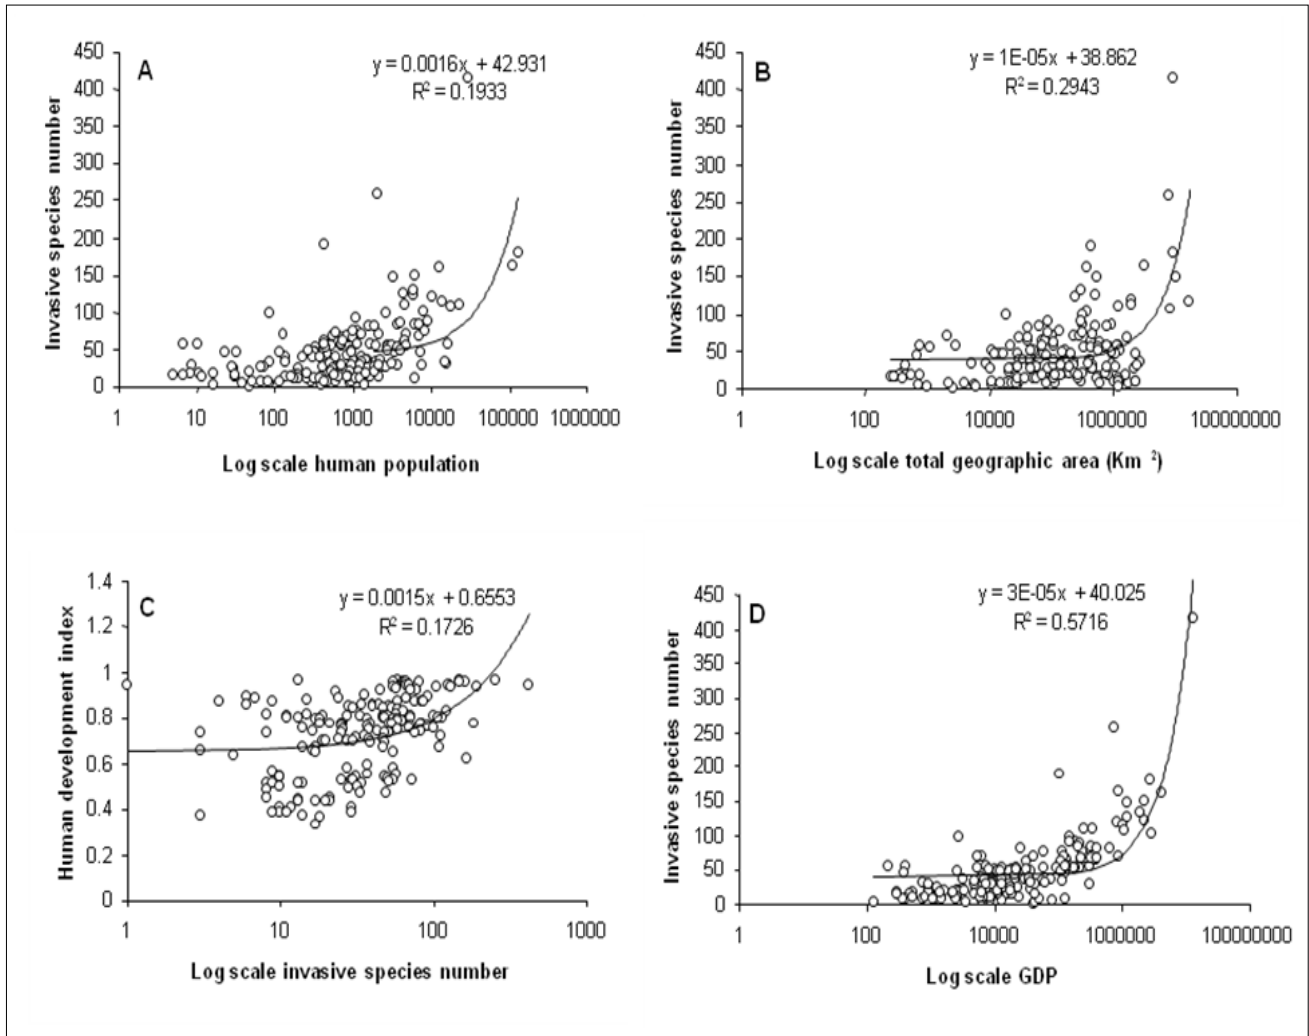 A
y = 0.0016x + 42.931
R² = 0.1933
Invasive species number
450
400
350
300
250
200
150
100
50
0
1 10 100 1000 10000 100000 1000000
Log scale human population
B
y = 1E-05x + 38.862
R² = 0.2943
Invasive species number
450
400
350
300
250
200
150
100
50
0
1 100 10000 1000000 100000000
Log scale total geographic area (Km ²)
C
y = 0.0015x + 0.6553
R² = 0.1726
Human development index
1.4
1.2
1
0.8
0.6
0.4
0.2
0
1 10 100 1000
Log scale invasive species number
D
y = 3E-05x + 40.025
R² = 0.5716
Invasive species number
450
400
350
300
250
200
150
100
50
0
1 100 10000 1000000 100000000
Log scale GDP